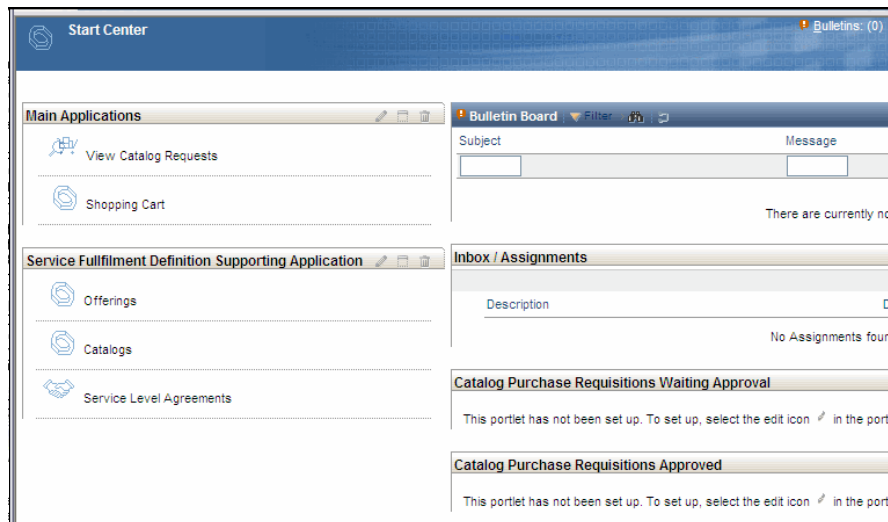 Start Center
Bulletins: (0)
Main Applications
View Catalog Requests
Shopping Cart
Service Fullfilment Definition Supporting Application
Offerings
Catalogs
Service Level Agreements
Bulletin Board Filter
Subject Message
There are currently no
Inbox / Assignments
Description D
No Assignments four
Catalog Purchase Requisitions Waiting Approval
This portlet has not been set up. To set up, select the edit icon in the port
Catalog Purchase Requisitions Approved
This portlet has not been set up. To set up, select the edit icon in the port